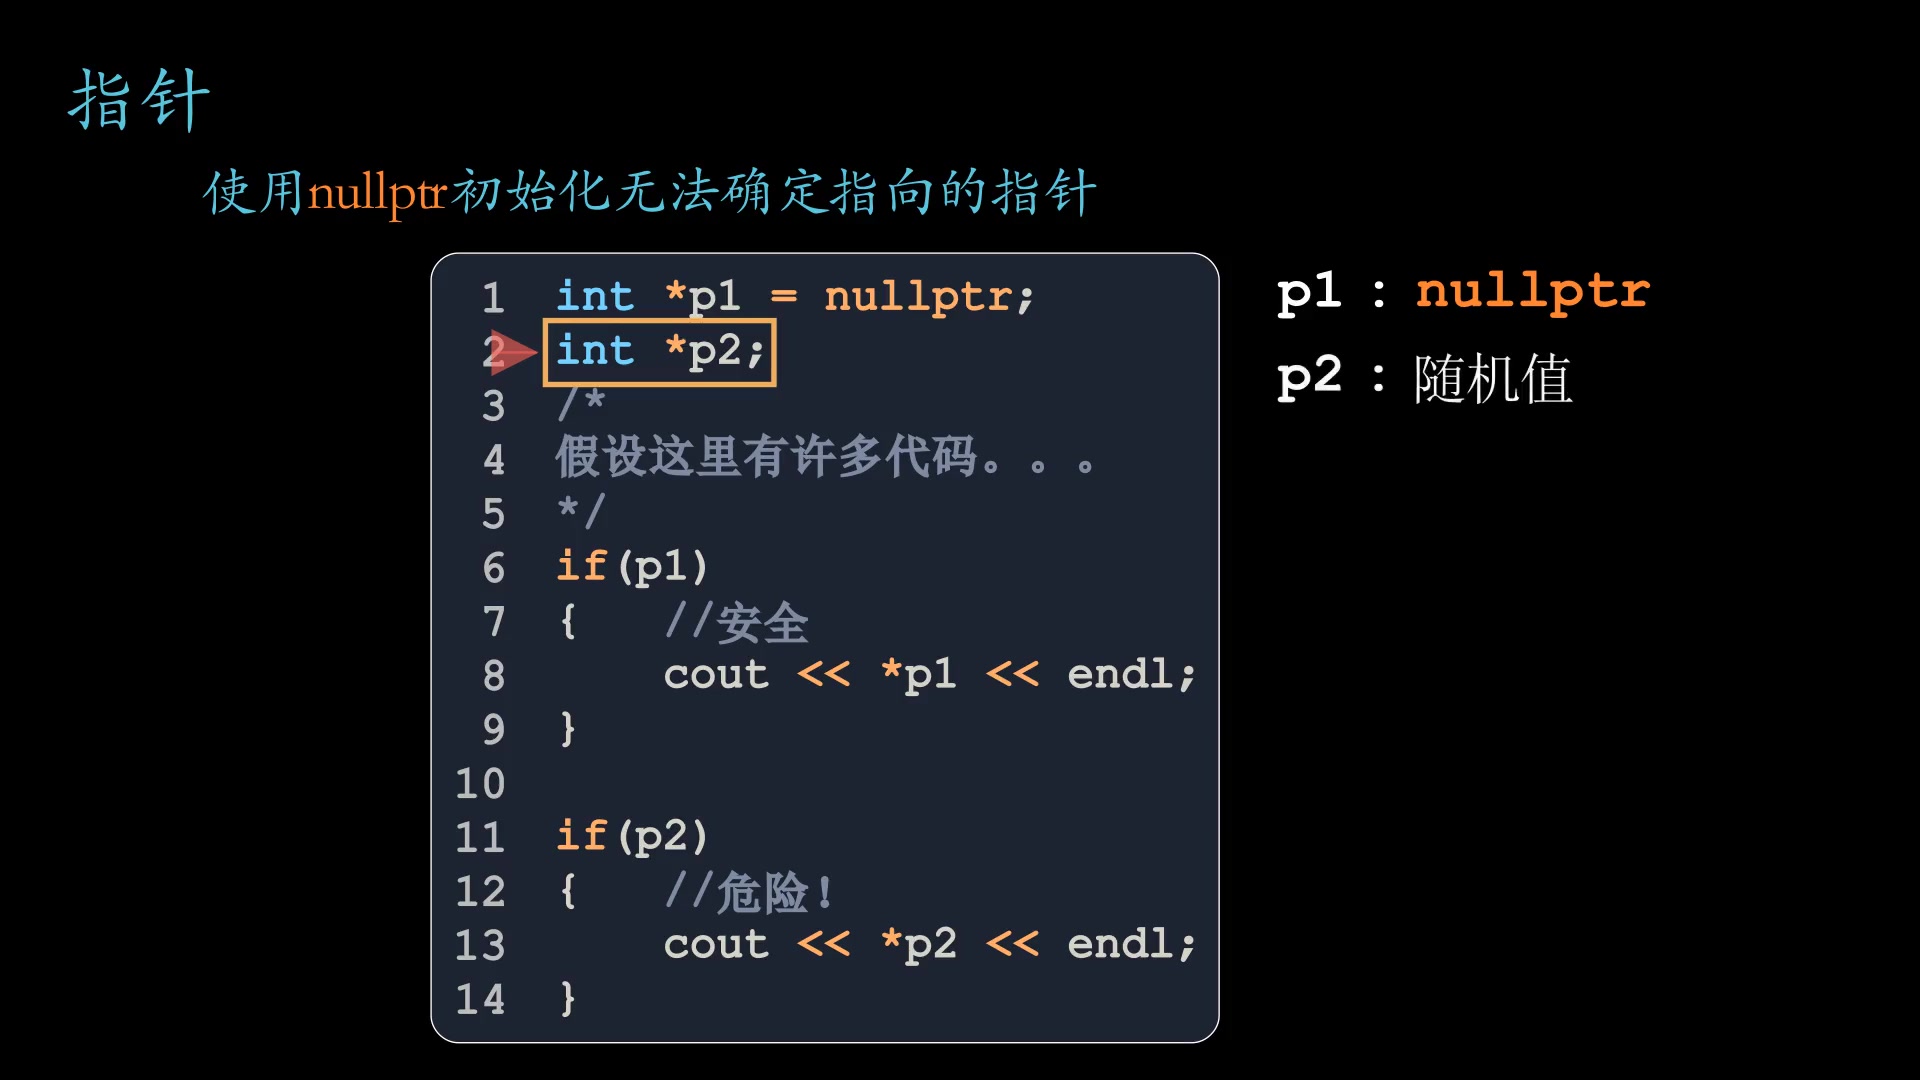 指针
使用nullptr初始化无法确定指向的指针
1 int *p1 = nullptr;
2 int *p2;
3 /*
4 假设这里有许多代码。。。
5 */
6 if(p1)
7 { //安全
8 cout << *p1 << endl;
9 }
10
11 if(p2)
12 { //危险!
13 cout << *p2 << endl;
14 }
p1 : nullptr
p2 : 随机值